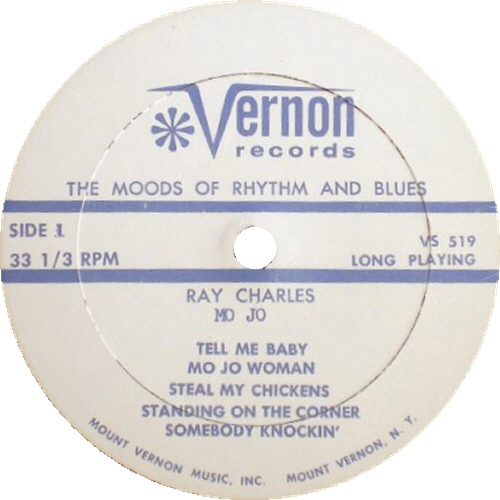 Vernon
records
THE MOODS OF RHYTHM AND BLUES
SIDE 1
33 1/3 RPM
VS 519
LONG PLAYING
RAY CHARLES
MO JO
TELL ME BABY
MO JO WOMAN
STEAL MY CHICKENS
STANDING ON THE CORNER
SOMEBODY KNOCKIN'
MOUNT VERNON MUSIC, INC. MOUNT VERNON, N. Y.